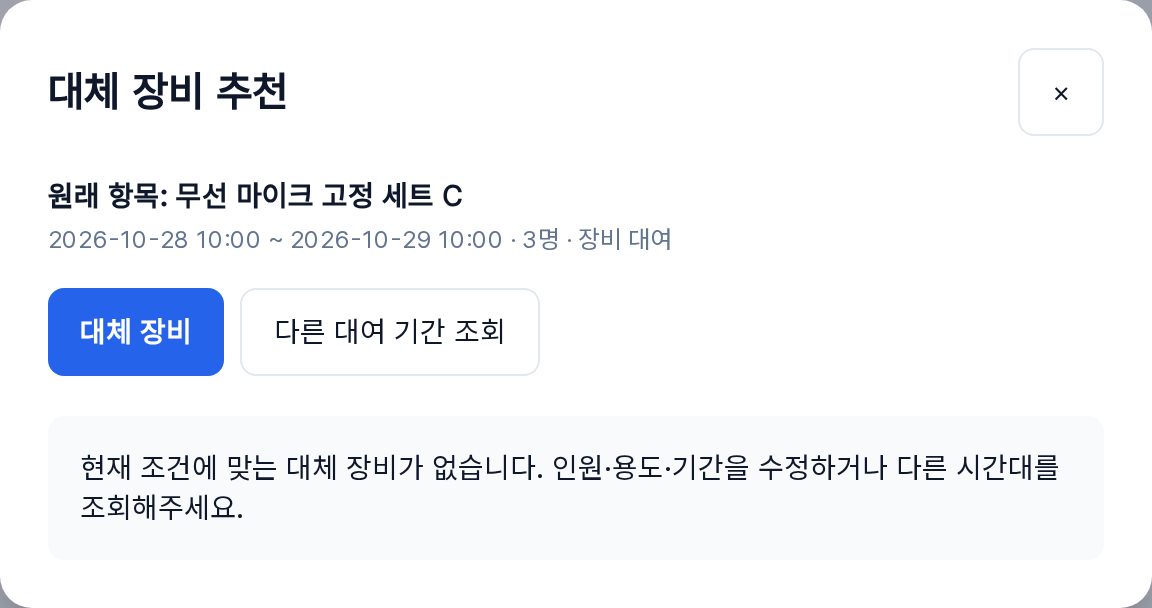 대체 장비 추천
×
원래 항목: 무선 마이크 고정 세트 C
2026-10-28 10:00 ~ 2026-10-29 10:00 · 3명 · 장비 대여
대체 장비
다른 대여 기간 조회
현재 조건에 맞는 대체 장비가 없습니다. 인원·용도·기간을 수정하거나 다른 시간대를
조회해주세요.